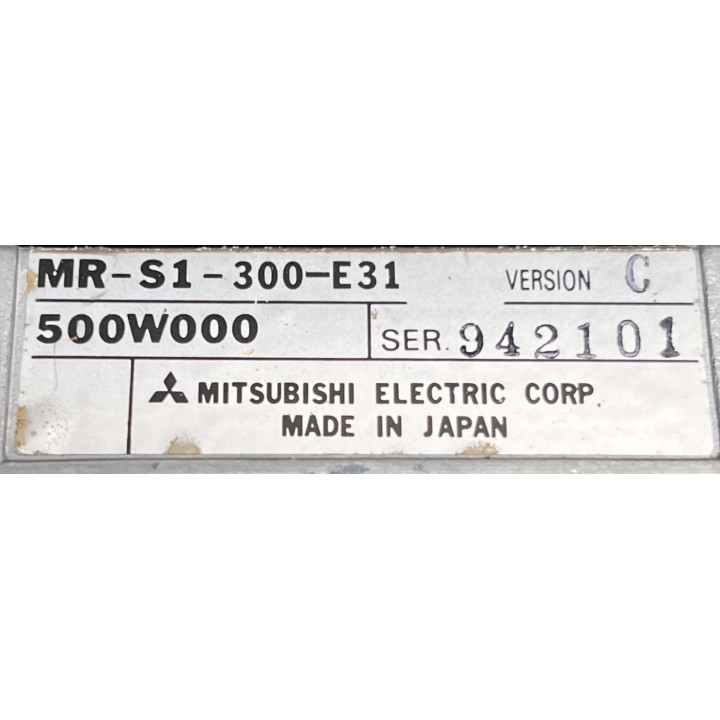 MR-S1-300-E31 VERSION C
500W000 SER. 942101
MITSUBISHI ELECTRIC CORP.
MADE IN JAPAN